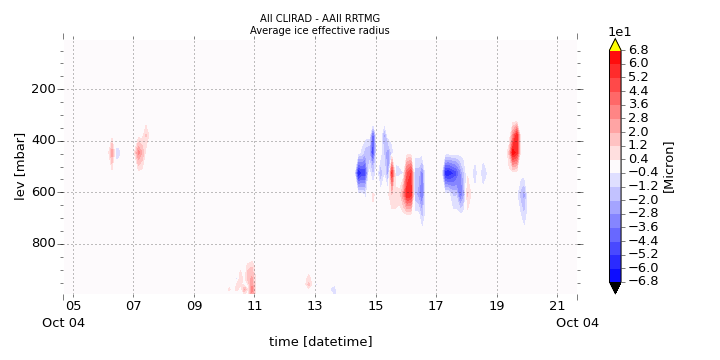 All CLIRAD - AAII RRTMG
Average ice effective radius
1e1
6.8
6.0
5.2
4.4
3.6
2.8
2.0
1.2
0.4
−0.4
−1.2
−2.0
−2.8
−3.6
−4.4
−5.2
−6.0
−6.8
[Micron]
lev [mbar]
200
400
600
800
05 07 09 11 13 15 17 19 21
Oct 04 Oct 04
time [datetime]